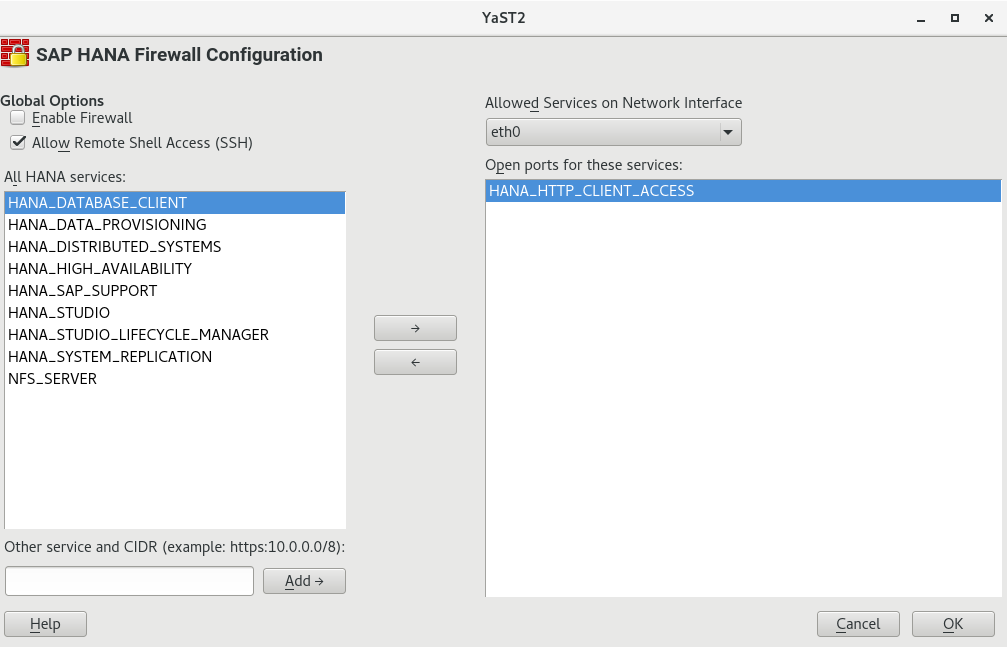 YaST2
SAP HANA Firewall Configuration
Global Options
Enable Firewall
Allow Remote Shell Access (SSH)
All HANA services:
HANA_DATABASE_CLIENT
HANA_DATA_PROVISIONING
HANA_DISTRIBUTED_SYSTEMS
HANA_HIGH_AVAILABILITY
HANA_SAP_SUPPORT
HANA_STUDIO
HANA_STUDIO_LIFECYCLE_MANAGER
HANA_SYSTEM_REPLICATION
NFS_SERVER
Other service and CIDR (example: https:10.0.0.0/8):
Add →
→
←
Allowed Services on Network Interface
eth0
Open ports for these services:
HANA_HTTP_CLIENT_ACCESS
Help
Cancel
OK